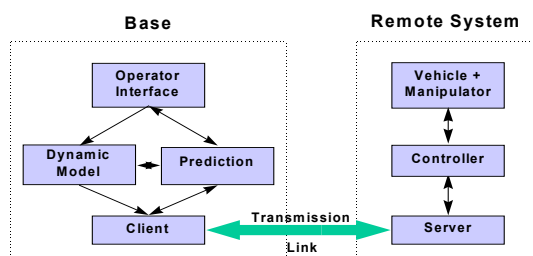 Base
Remote System
Operator
Interface
Dynamic
Model
Prediction
Client
Transmission
Link
Vehicle +
Manipulator
Controller
Server